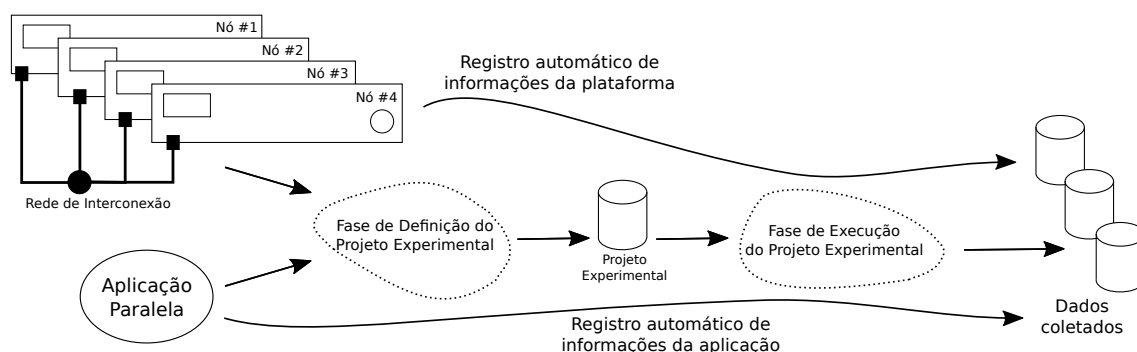 Nó #1
Nó #2
Nó #3
Nó #4
Rede de Interconexão
Registro automático de
informações da plataforma
Fase de Definição do
Projeto Experimental
Projeto
Experimental
Fase de Execução
do Projeto Experimental
Aplicação
Paralela
Registro automático de
informações da aplicação
Dados
coletados